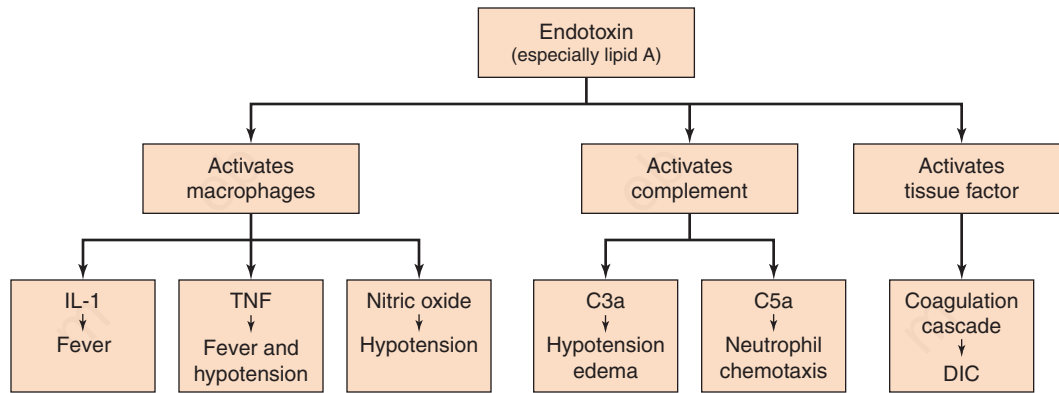 Endotoxin
(especially lipid A)
Activates
macrophages
Activates
complement
Activates
tissue factor
IL-1
Fever
TNF
Fever and
hypotension
Nitric oxide
Hypotension
C3a
Hypotension
edema
C5a
Neutrophil
chemotaxis
Coagulation
cascade
DIC